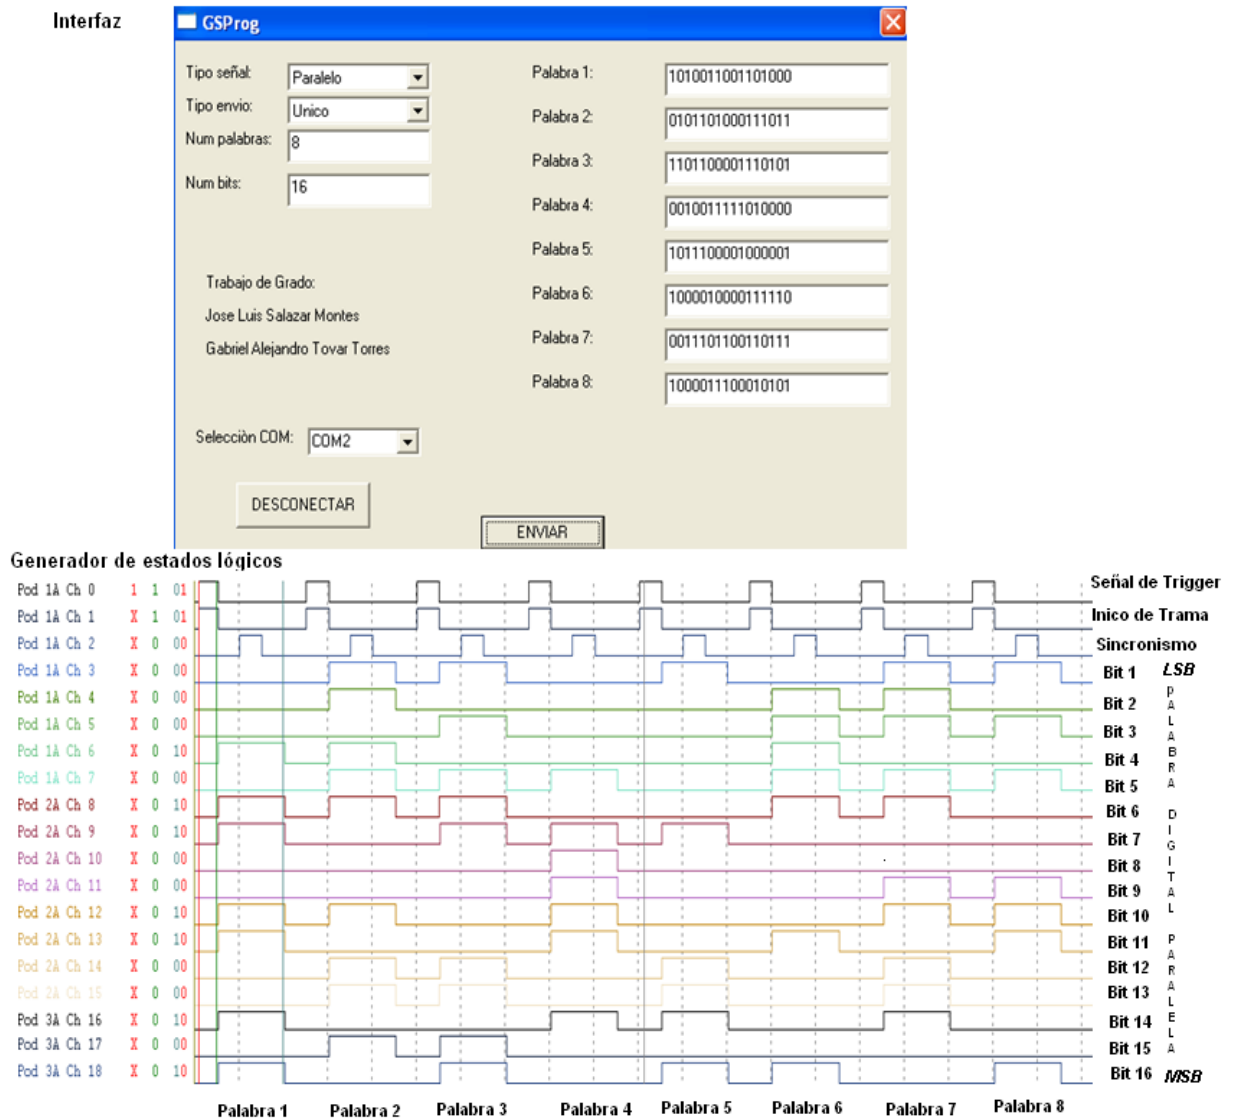 Interfaz
GSProg
Tipo señal:
Paralelo
Tipo envio:
Unico
Num palabras:
8
Num bits:
16
Trabajo de Grado:
Jose Luis Salazar Montes
Gabriel Alejandro Tovar Torres
Selecciòn COM:
COM2
DESCONECTAR
Palabra 1:
1010011001101000
Palabra 2:
0101101000111011
Palabra 3:
1101100001110101
Palabra 4:
0010011111010000
Palabra 5:
1011100001000001
Palabra 6:
1000010000111110
Palabra 7:
0011101100110111
Palabra 8:
1000011100010101
ENVIAR
Generador de estados lógicos
Pod 1A Ch 0 1 1 01 Señal de Trigger
Pod 1A Ch 1 X 1 01 Inico de Trama
Pod 1A Ch 2 X 0 00 Sincronismo
Pod 1A Ch 3 X 0 00 Bit 1 LSB
Pod 1A Ch 4 X 0 00 Bit 2
Pod 1A Ch 5 X 0 00 Bit 3
Pod 1A Ch 6 X 0 10 Bit 4
Pod 1A Ch 7 X 0 00 Bit 5
Pod 2A Ch 8 X 0 10 Bit 6
Pod 2A Ch 9 X 0 10 Bit 7
Pod 2A Ch 10 X 0 00 Bit 8
Pod 2A Ch 11 X 0 00 Bit 9
Pod 2A Ch 12 X 0 10 Bit 10
Pod 2A Ch 13 X 0 10 Bit 11
Pod 2A Ch 14 X 0 00 Bit 12
Pod 2A Ch 15 X 0 00 Bit 13
Pod 3A Ch 16 X 0 10 Bit 14
Pod 3A Ch 17 X 0 00 Bit 15
Pod 3A Ch 18 X 0 10 Bit 16 MSB
PALABRA DIGITAL PARALELA
Palabra 1 Palabra 2 Palabra 3 Palabra 4 Palabra 5 Palabra 6 Palabra 7 Palabra 8